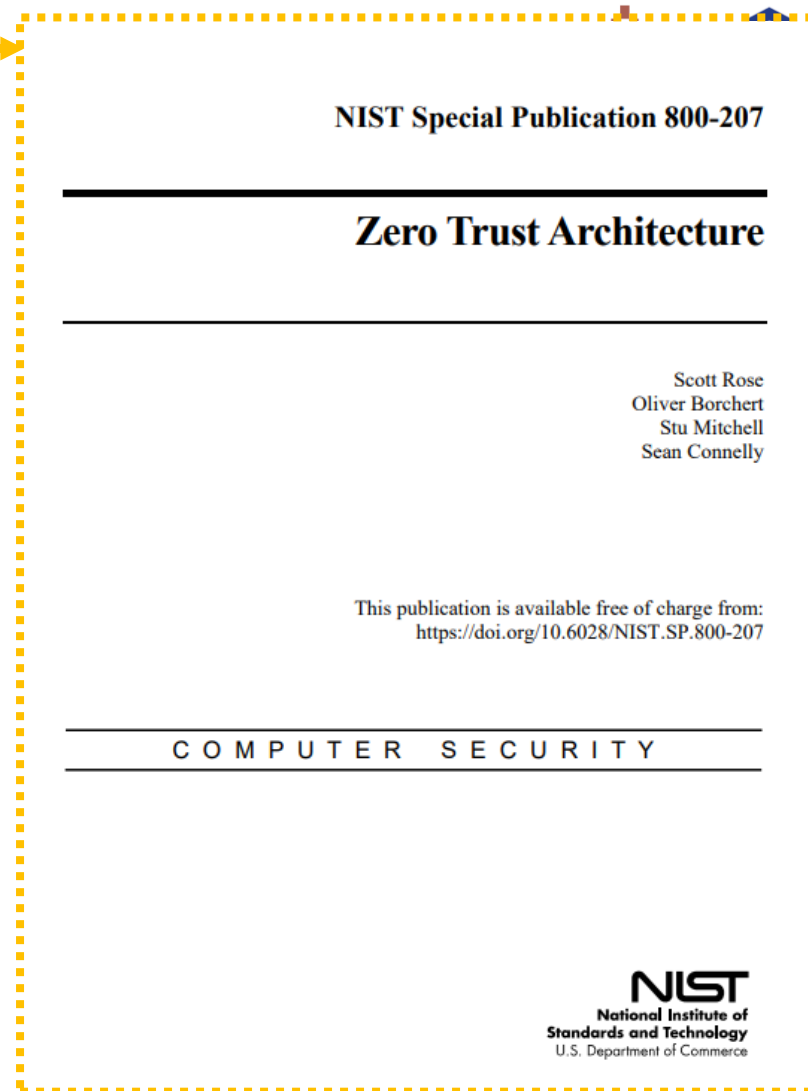 NIST Special Publication 800-207
Zero Trust Architecture
Scott Rose
Oliver Borchert
Stu Mitchell
Sean Connelly
This publication is available free of charge from:
https://doi.org/10.6028/NIST.SP.800-207
COMPUTER SECURITY
NIST
National Institute of
Standards and Technology
U.S. Department of Commerce